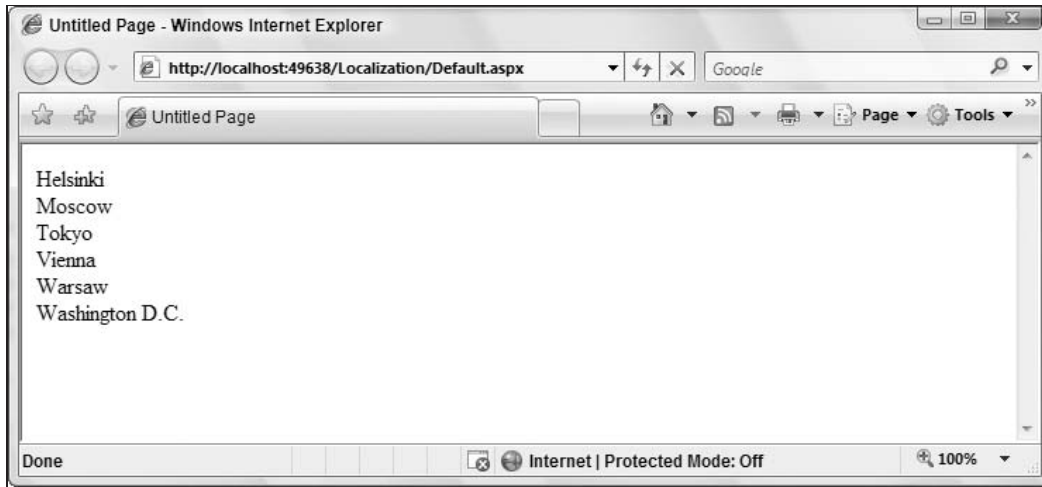 Untitled Page - Windows Internet Explorer
http://localhost:49638/Localization/Default.aspx
Google
Untitled Page
Page
Tools
Helsinki
Moscow
Tokyo
Vienna
Warsaw
Washington D.C.
Done
Internet | Protected Mode: Off
100%